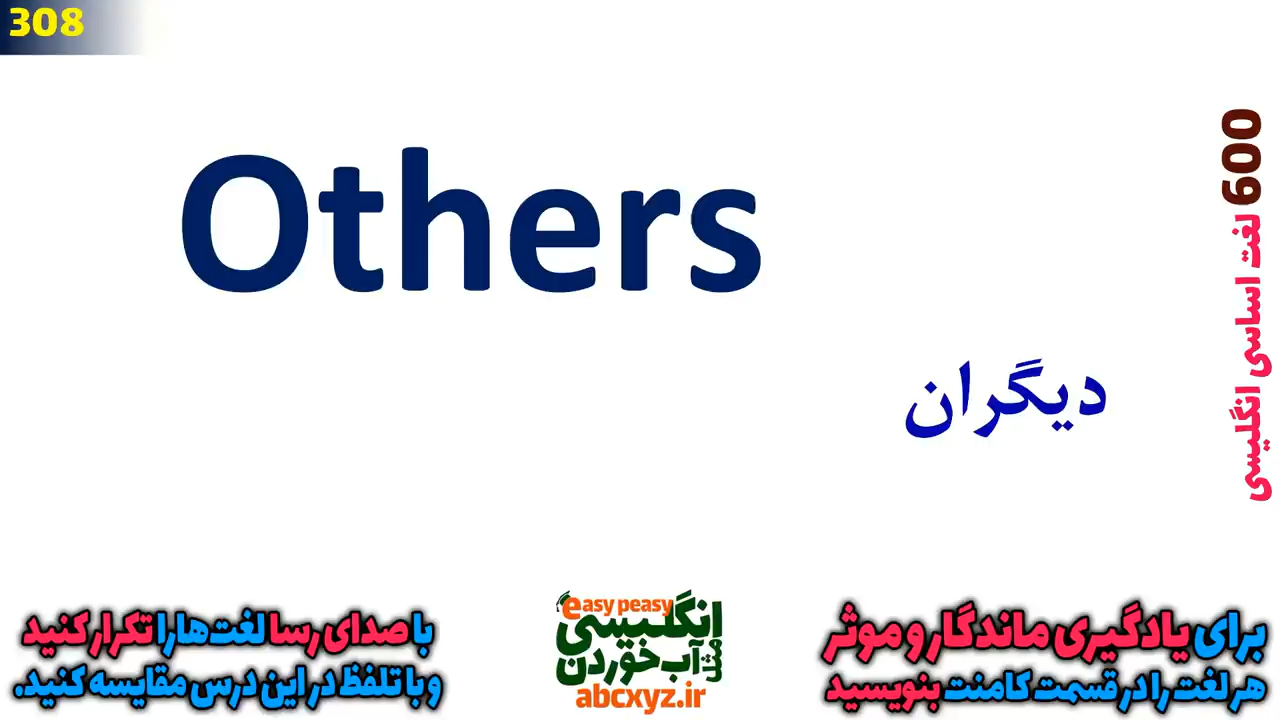 308
Others
دیگران
600 لغت اساسی انگلیسی
برای یادگیری ماندگار و موثر
هر لغت را در قسمت کامنت بنویسید
easy peasy
انگلیسی
مثل آب خوردن
abcxyz.ir
با صدای رسا لغت‌ها را تکرار کنید
و با تلفظ در این درس مقایسه کنید.